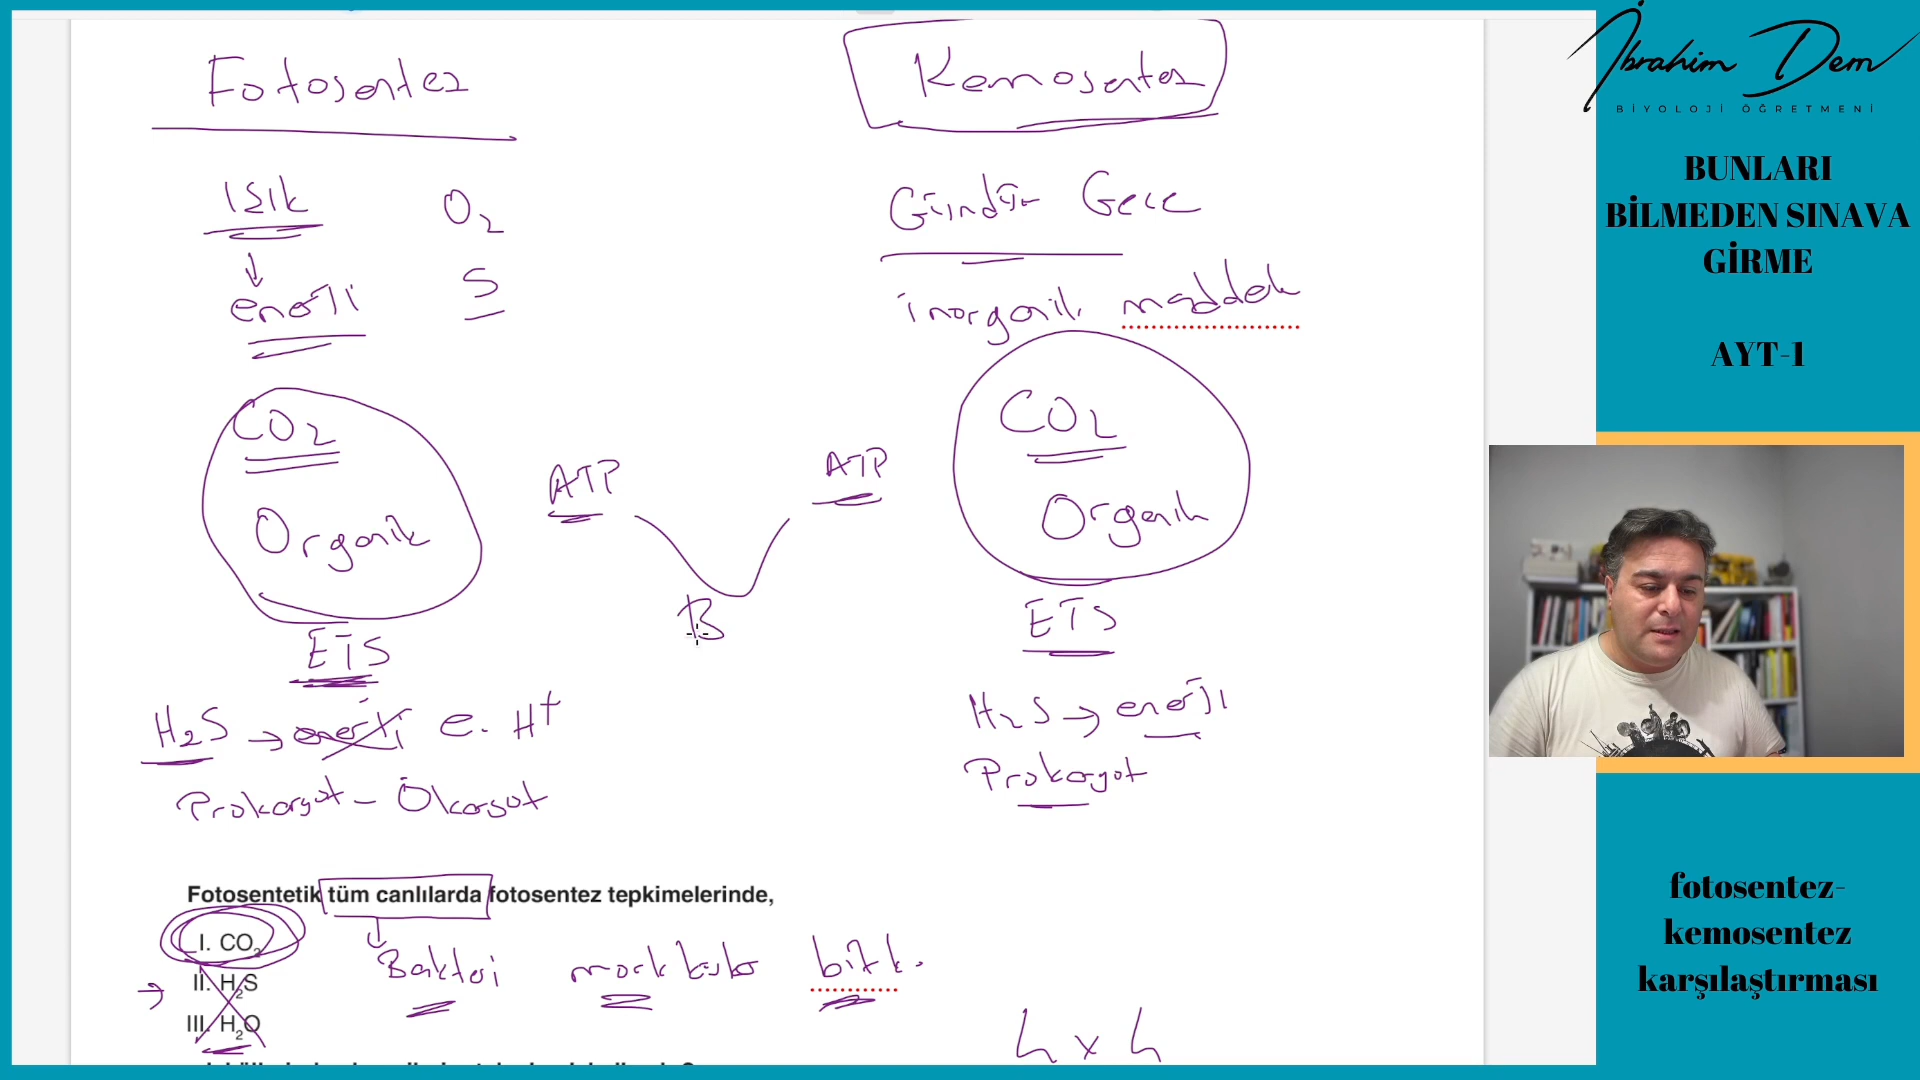 Fotosentez
Kemosentez
Işık
O2
Gündüz Gece
↓
enerji
S
inorganik madde
CO2
CO2
ATP
ATP
Organik
Organik
B
ETS
ETS
H2S → enerji e- H+
H2S → enerji
Prokaryot - Ökaryot
Prokaryot
Fotosentetik tüm canlılarda fotosentez tepkimelerinde,
I. CO2
II. H2S
III. H2O
Bakteri
bitki
İbrahim Dem
BİYOLOJİ ÖĞRETMENİ
BUNLARI
BİLMEDEN SINAVA
GİRME
AYT-1
fotosentez-
kemosentez
karşılaştırması